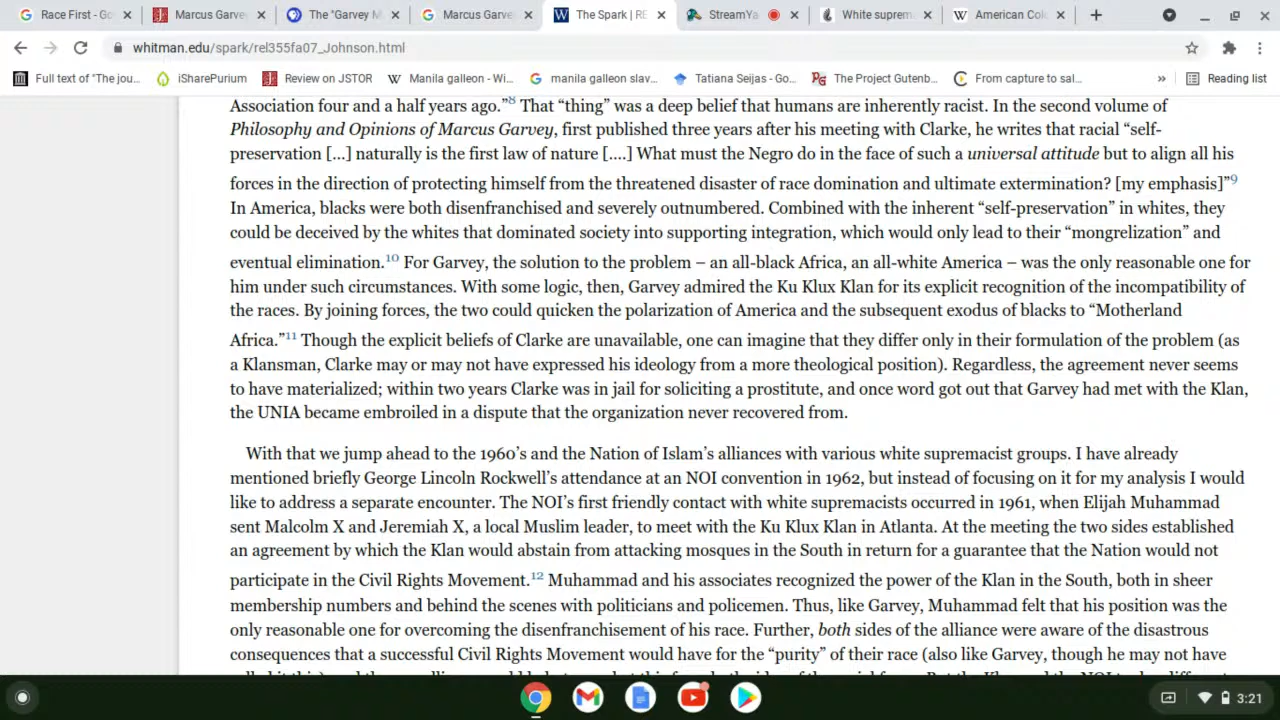 Race First - Go
Marcus Garve
The "Garvey M
Marcus Garve
The Spark | RE
StreamYa
White suprem
American Col
whitman.edu/spark/rel355fa07_Johnson.html
Full text of "The jou...
iSharePurium
Review on JSTOR
Manila galleon - Wi...
manila galleon slav...
Tatiana Seijas - Go...
The Project Gutenb...
From capture to sal...
»
Reading list
Association four and a half years ago.”8 That “thing” was a deep belief that humans are inherently racist. In the second volume of
Philosophy and Opinions of Marcus Garvey, first published three years after his meeting with Clarke, he writes that racial “self-
preservation [...] naturally is the first law of nature [....] What must the Negro do in the face of such a universal attitude but to align all his
forces in the direction of protecting himself from the threatened disaster of race domination and ultimate extermination? [my emphasis]”9
In America, blacks were both disenfranchised and severely outnumbered. Combined with the inherent “self-preservation” in whites, they
could be deceived by the whites that dominated society into supporting integration, which would only lead to their “mongrelization” and
eventual elimination.10 For Garvey, the solution to the problem – an all-black Africa, an all-white America – was the only reasonable one for
him under such circumstances. With some logic, then, Garvey admired the Ku Klux Klan for its explicit recognition of the incompatibility of
the races. By joining forces, the two could quicken the polarization of America and the subsequent exodus of blacks to “Motherland
Africa.”11 Though the explicit beliefs of Clarke are unavailable, one can imagine that they differ only in their formulation of the problem (as
a Klansman, Clarke may or may not have expressed his ideology from a more theological position). Regardless, the agreement never seems
to have materialized; within two years Clarke was in jail for soliciting a prostitute, and once word got out that Garvey had met with the Klan,
the UNIA became embroiled in a dispute that the organization never recovered from.
With that we jump ahead to the 1960’s and the Nation of Islam’s alliances with various white supremacist groups. I have already
mentioned briefly George Lincoln Rockwell’s attendance at an NOI convention in 1962, but instead of focusing on it for my analysis I would
like to address a separate encounter. The NOI’s first friendly contact with white supremacists occurred in 1961, when Elijah Muhammad
sent Malcolm X and Jeremiah X, a local Muslim leader, to meet with the Ku Klux Klan in Atlanta. At the meeting the two sides established
an agreement by which the Klan would abstain from attacking mosques in the South in return for a guarantee that the Nation would not
participate in the Civil Rights Movement.12 Muhammad and his associates recognized the power of the Klan in the South, both in sheer
membership numbers and behind the scenes with politicians and policemen. Thus, like Garvey, Muhammad felt that his position was the
only reasonable one for overcoming the disenfranchisement of his race. Further, both sides of the alliance were aware of the disastrous
consequences that a successful Civil Rights Movement would have for the “purity” of their race (also like Garvey, though he may not have
3:21